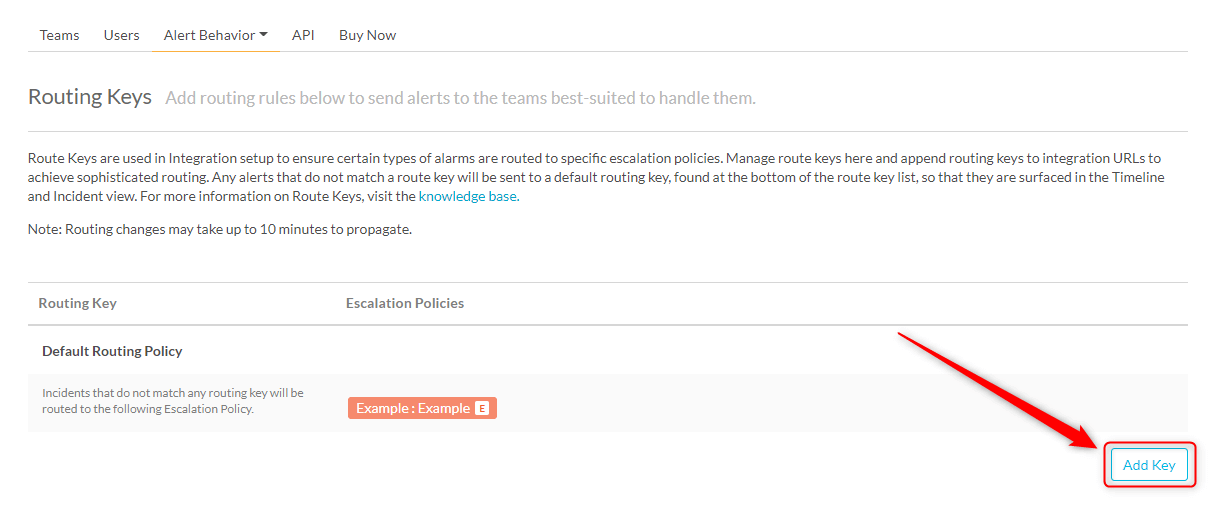 Teams Users Alert Behavior API Buy Now
Routing Keys Add routing rules below to send alerts to the teams best-suited to handle them.
Route Keys are used in Integration setup to ensure certain types of alarms are routed to specific escalation policies. Manage route keys here and append routing keys to integration URLs to
achieve sophisticated routing. Any alerts that do not match a route key will be sent to a default routing key, found at the bottom of the route key list, so that they are surfaced in the Timeline
and Incident view. For more information on Route Keys, visit the knowledge base.
Note: Routing changes may take up to 10 minutes to propagate.
Routing Key Escalation Policies
Default Routing Policy
Incidents that do not match any routing key will be
routed to the following Escalation Policy.
Example : Example E
Add Key